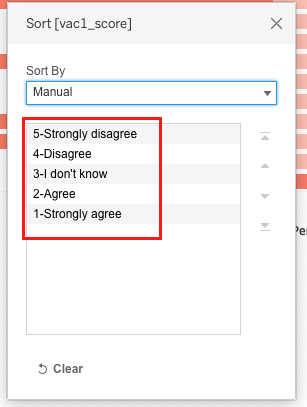 Sort [vac1_score]
Sort By
Manual
5-Strongly disagree
4-Disagree
3-I don't know
2-Agree
1-Strongly agree
Per
Clear